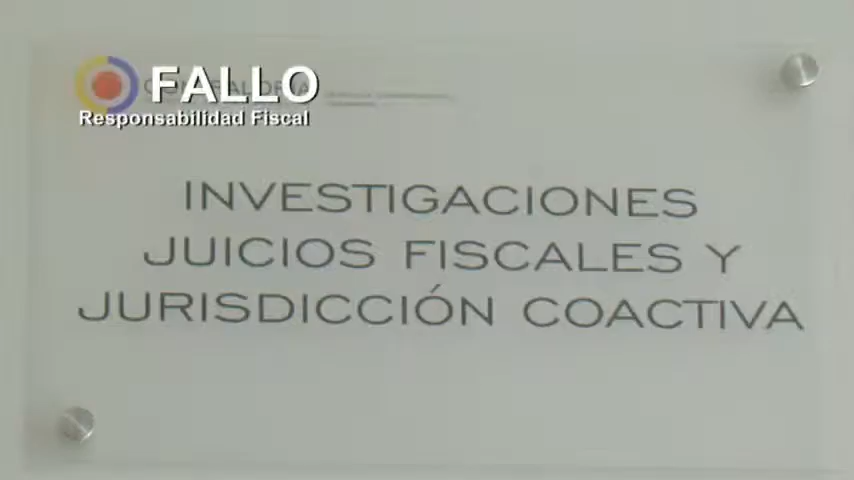 FALLO
Responsabilidad Fiscal
INVESTIGACIONES
JUICIOS FISCALES Y
JURISDICCIÓN COACTIVA